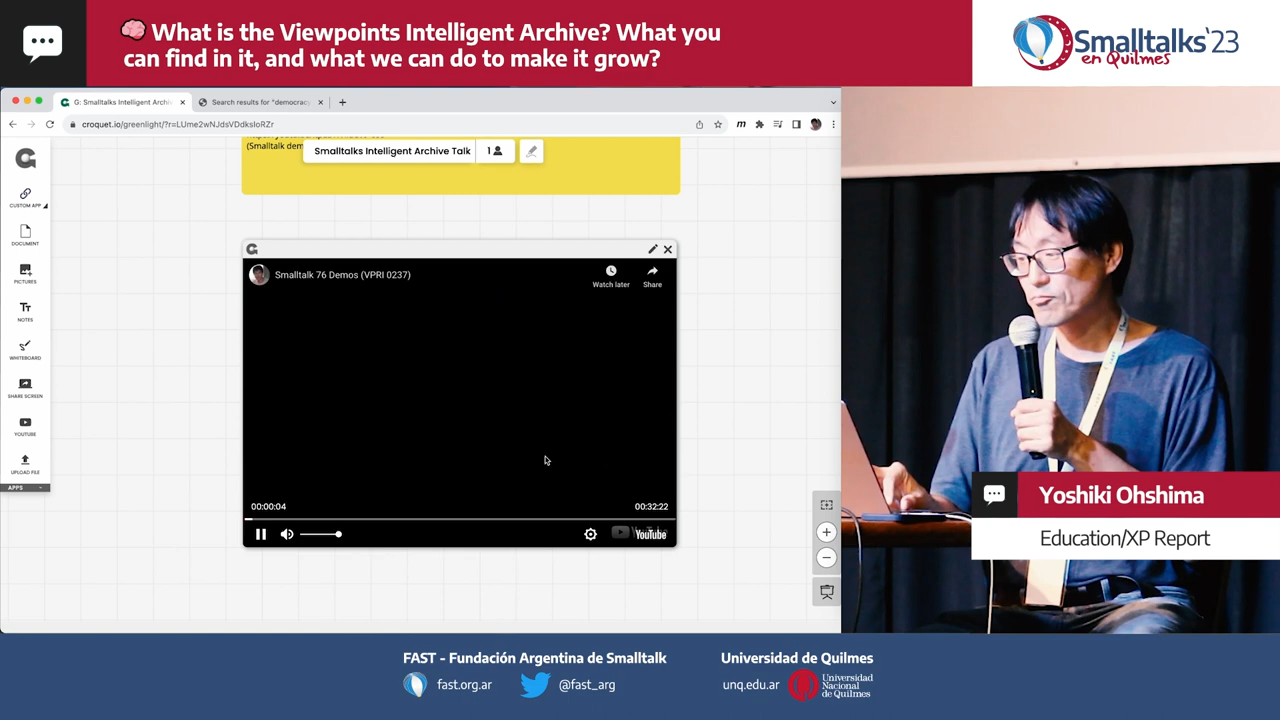 🧠 What is the Viewpoints Intelligent Archive? What you
can find in it, and what we can do to make it grow?
Smalltalks'23
en Quilmes
G: Smalltalks Intelligent Archi
Search results for "democrac
croquet.io/greenlight/?r=LUme2wNJdsVDdksIoRZr
(Smalltalk dem
Smalltalks Intelligent Archive Talk
1
CUSTOM APP
DOCUMENT
PICTURES
NOTES
WHITEBOARD
SHARE SCREEN
YOUTUBE
UPLOAD FILE
APPS
Smalltalk 76 Demos (VPRI 0237)
Watch later
Share
00:00:04
00:32:22
YouTube
Yoshiki Ohshima
Education/XP Report
FAST - Fundación Argentina de Smalltalk
fast.org.ar
@fast_arg
Universidad de Quilmes
unq.edu.ar
Universidad
Nacional
de Quilmes